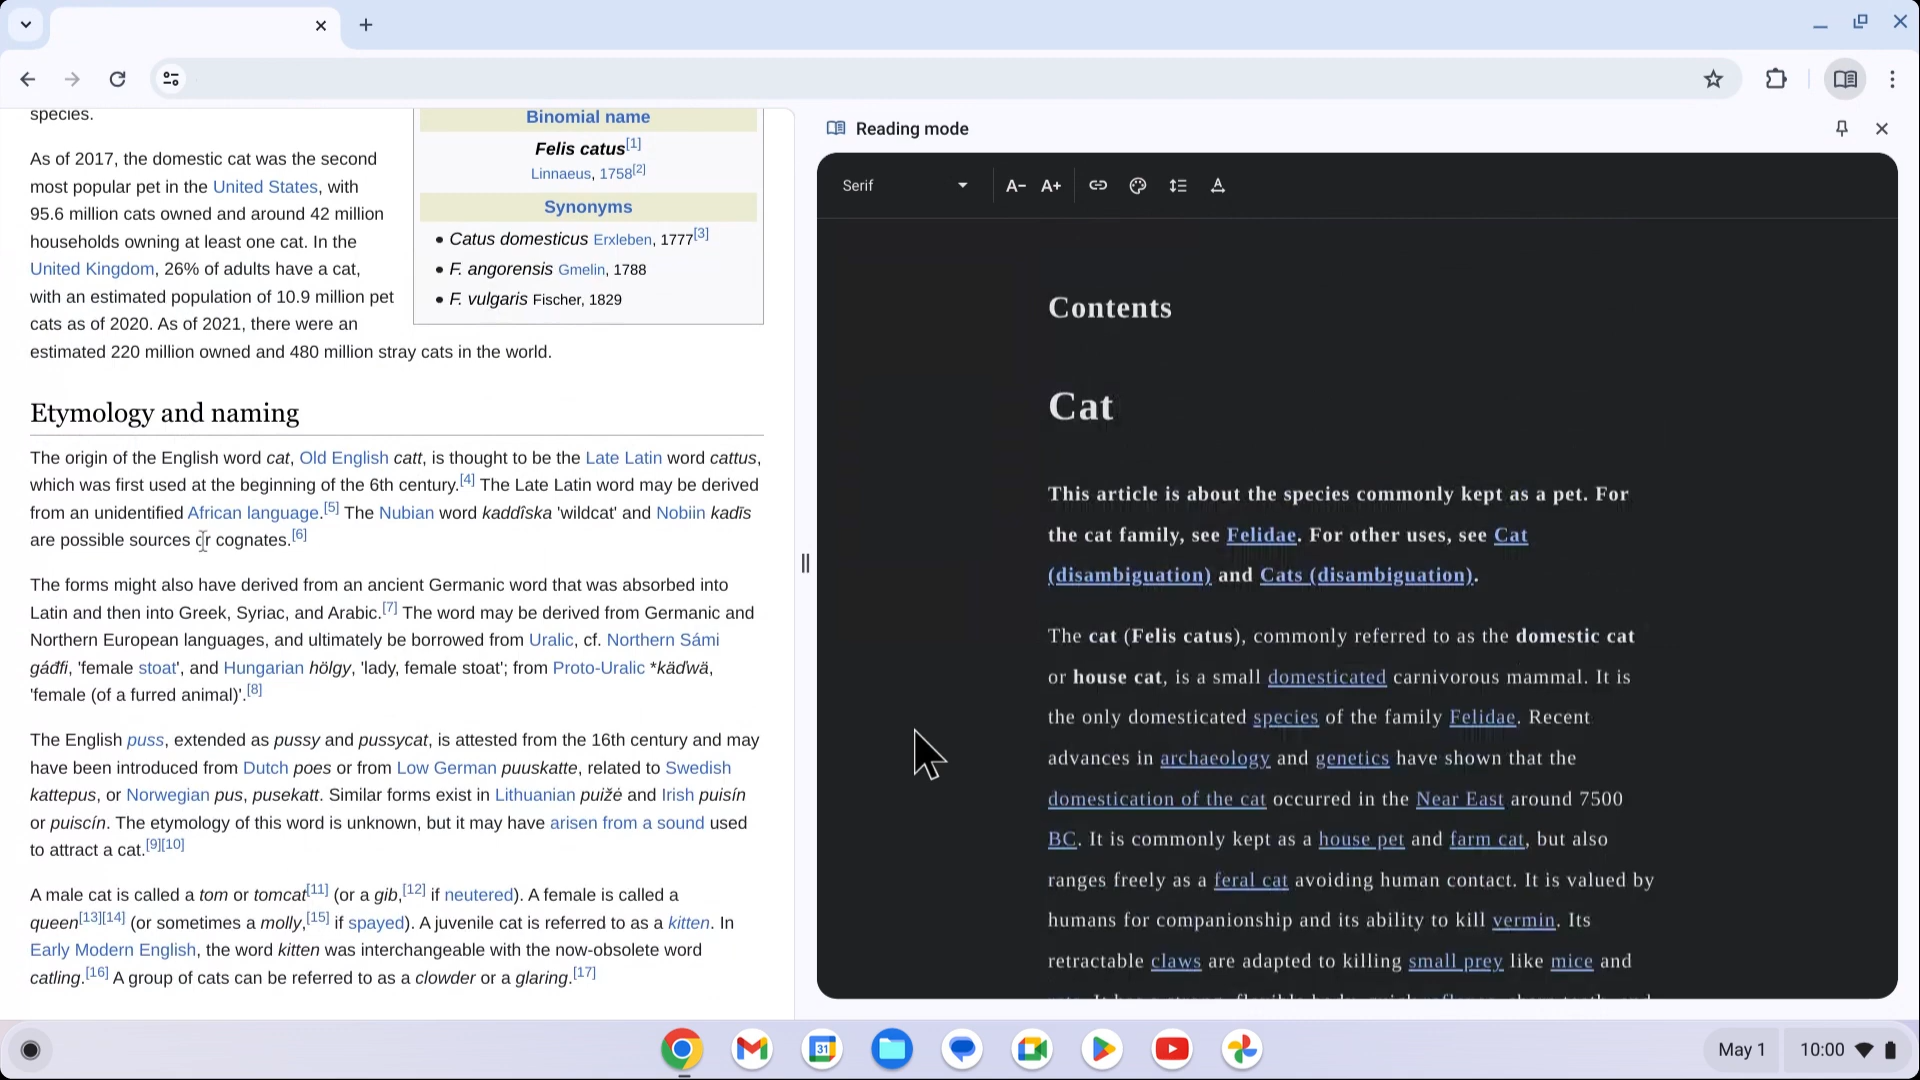 species.
As of 2017, the domestic cat was the second
most popular pet in the United States, with
95.6 million cats owned and around 42 million
households owning at least one cat. In the
United Kingdom, 26% of adults have a cat,
with an estimated population of 10.9 million pet
cats as of 2020. As of 2021, there were an
estimated 220 million owned and 480 million stray cats in the world.
Binomial name
Felis catus[1]
Linnaeus, 1758[2]
Synonyms
• Catus domesticus Erxleben, 1777[3]
• F. angorensis Gmelin, 1788
• F. vulgaris Fischer, 1829
Etymology and naming
The origin of the English word cat, Old English catt, is thought to be the Late Latin word cattus,
which was first used at the beginning of the 6th century.[4] The Late Latin word may be derived
from an unidentified African language.[5] The Nubian word kaddîska 'wildcat' and Nobiin kadīs
are possible sources or cognates.[6]
The forms might also have derived from an ancient Germanic word that was absorbed into
Latin and then into Greek, Syriac, and Arabic.[7] The word may be derived from Germanic and
Northern European languages, and ultimately be borrowed from Uralic, cf. Northern Sámi
gáđfi, 'female stoat', and Hungarian hölgy, 'lady, female stoat'; from Proto-Uralic *käďwä,
'female (of a furred animal)'.[8]
The English puss, extended as pussy and pussycat, is attested from the 16th century and may
have been introduced from Dutch poes or from Low German puuskatte, related to Swedish
kattepus, or Norwegian pus, pusekatt. Similar forms exist in Lithuanian puižė and Irish puisín
or puiscín. The etymology of this word is unknown, but it may have arisen from a sound used
to attract a cat.[9][10]
A male cat is called a tom or tomcat[11] (or a gib,[12] if neutered). A female is called a
queen[13][14] (or sometimes a molly,[15] if spayed). A juvenile cat is referred to as a kitten. In
Early Modern English, the word kitten was interchangeable with the now-obsolete word
catling.[16] A group of cats can be referred to as a clowder or a glaring.[17]
Reading mode
Serif
A- A+
Contents
Cat
This article is about the species commonly kept as a pet. For
the cat family, see Felidae. For other uses, see Cat
(disambiguation) and Cats (disambiguation).
The cat (Felis catus), commonly referred to as the domestic cat
or house cat, is a small domesticated carnivorous mammal. It is
the only domesticated species of the family Felidae. Recent
advances in archaeology and genetics have shown that the
domestication of the cat occurred in the Near East around 7500
BC. It is commonly kept as a house pet and farm cat, but also
ranges freely as a feral cat avoiding human contact. It is valued by
humans for companionship and its ability to kill vermin. Its
retractable claws are adapted to killing small prey like mice and
31
May 1
10:00